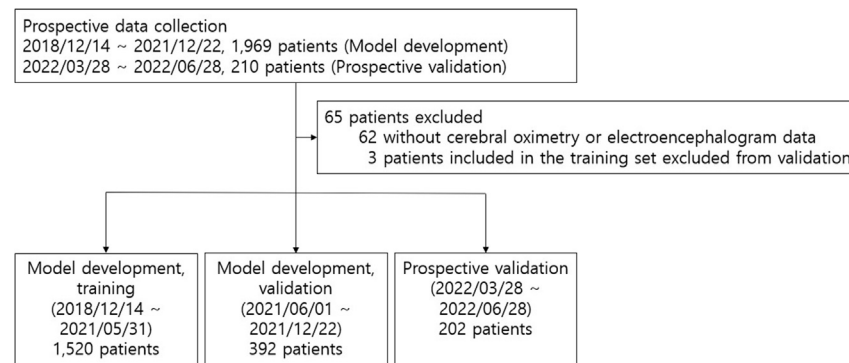 Prospective data collection
2018/12/14 ~ 2021/12/22, 1,969 patients (Model development)
2022/03/28 ~ 2022/06/28, 210 patients (Prospective validation)
65 patients excluded
62 without cerebral oximetry or electroencephalogram data
3 patients included in the training set excluded from validation
Model development,
training
(2018/12/14 ~
2021/05/31)
1,520 patients
Model development,
validation
(2021/06/01 ~
2021/12/22)
392 patients
Prospective validation
(2022/03/28 ~
2022/06/28)
202 patients